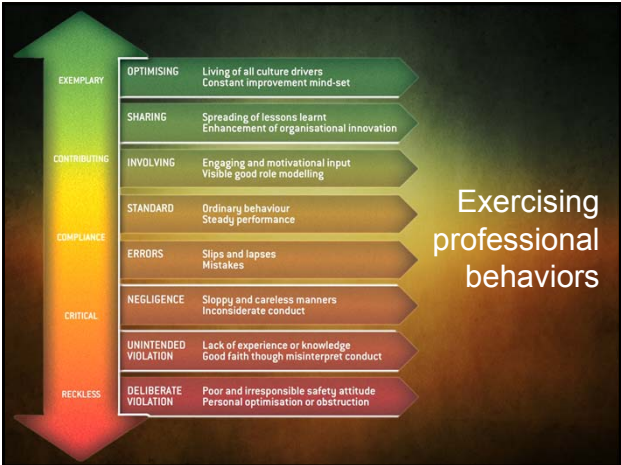 EXEMPLARY
CONTRIBUTING
COMPLIANCE
CRITICAL
RECKLESS
OPTIMISING
Living of all culture drivers
Constant improvement mind-set
SHARING
Spreading of lessons learnt
Enhancement of organisational innovation
INVOLVING
Engaging and motivational input
Visible good role modelling
STANDARD
Ordinary behaviour
Steady performance
ERRORS
Slips and lapses
Mistakes
NEGLIGENCE
Sloppy and careless manners
Inconsiderate conduct
UNINTENDED
VIOLATION
Lack of experience or knowledge
Good faith though misinterpret conduct
DELIBERATE
VIOLATION
Poor and irresponsible safety attitude
Personal optimisation or obstruction
Exercising
professional
behaviors